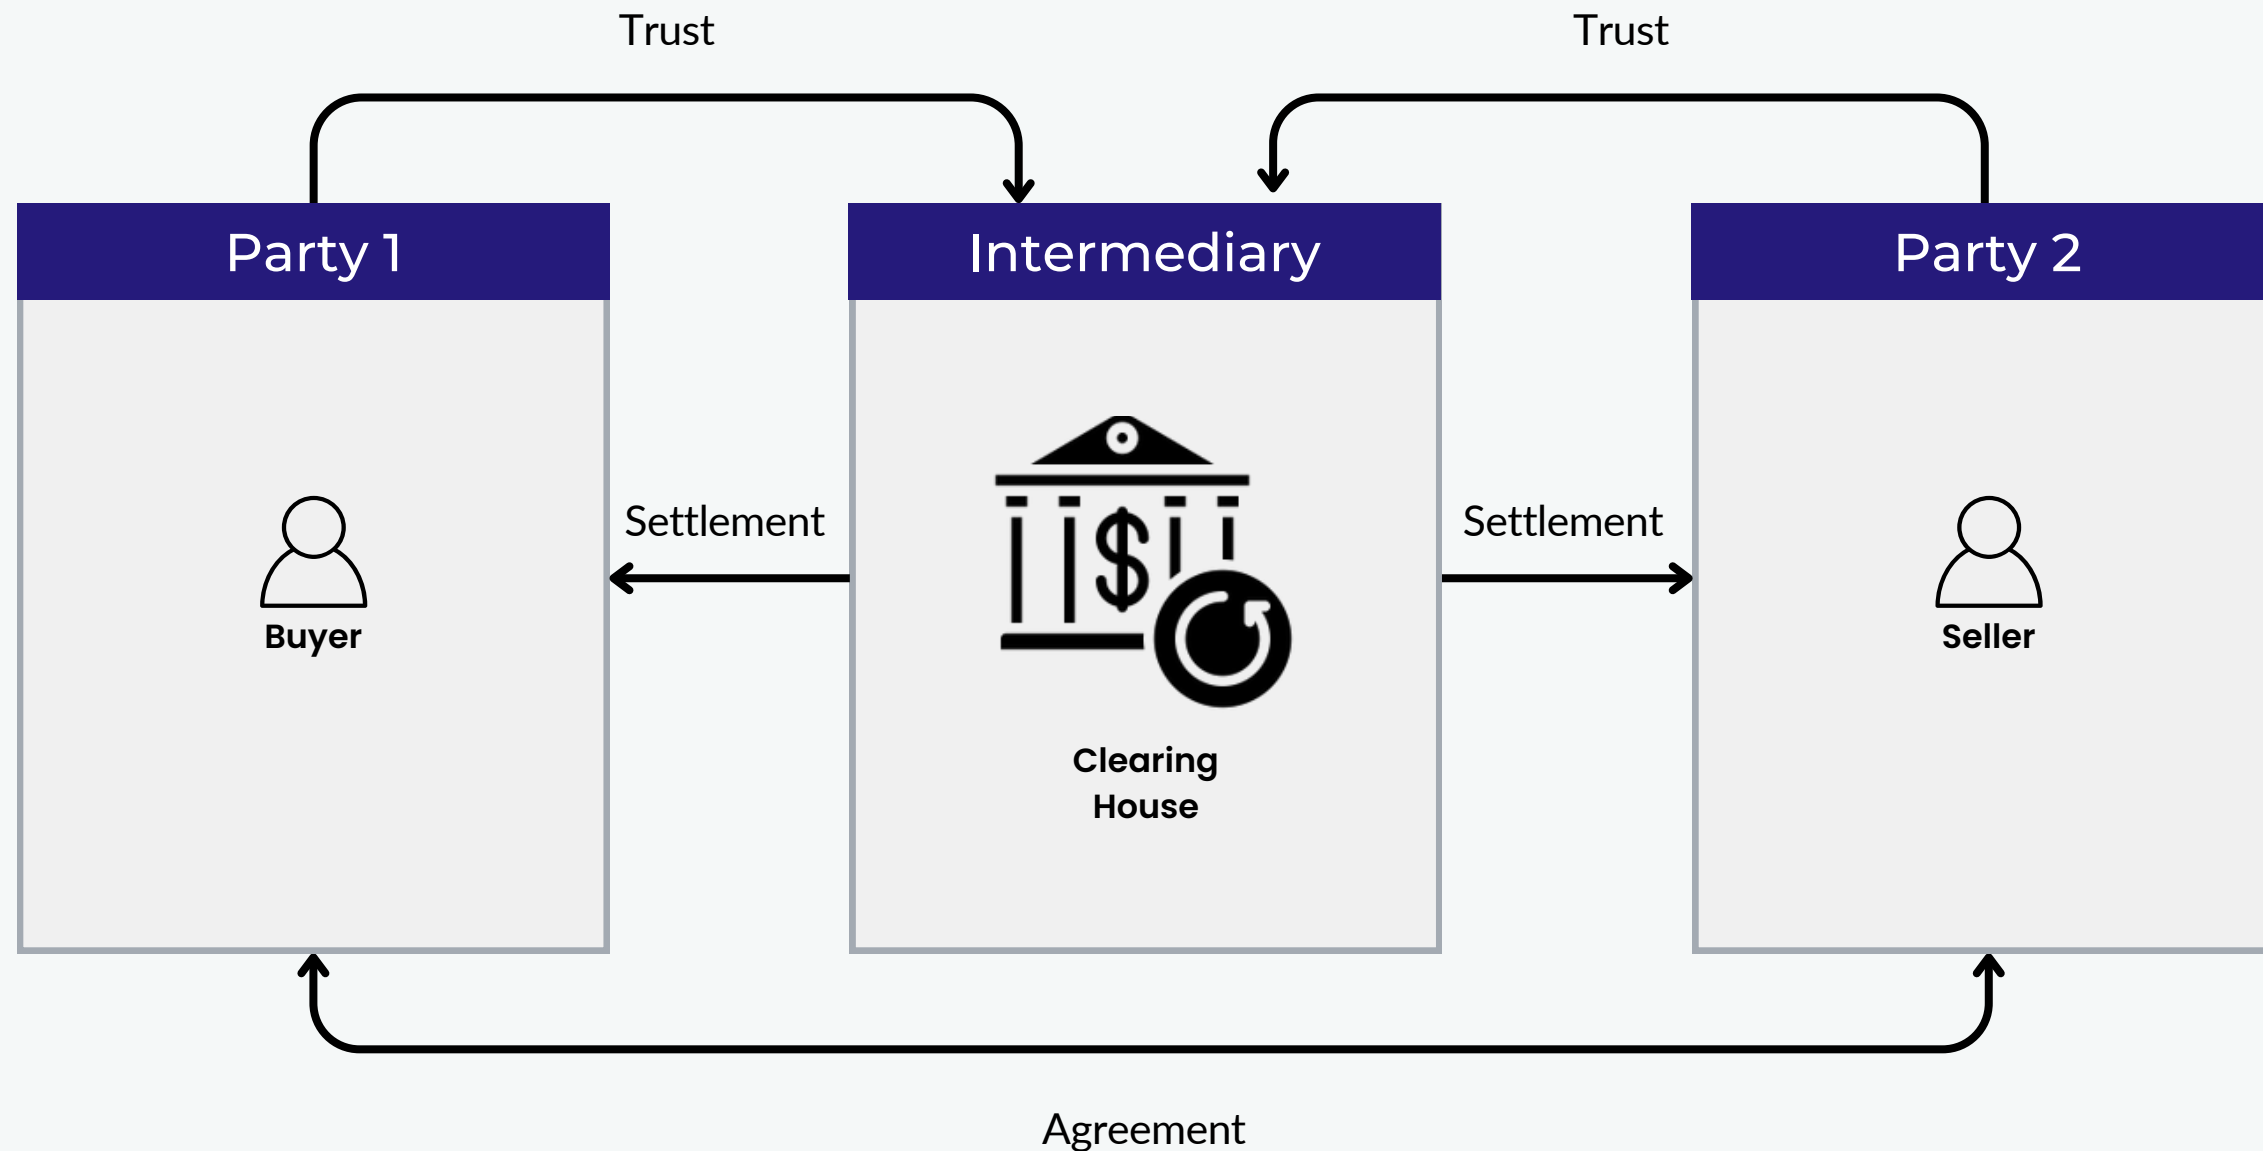 Trust
Trust
Party 1
Intermediary
Party 2
Settlement
Settlement
$
Buyer
Seller
Clearing
House
Agreement